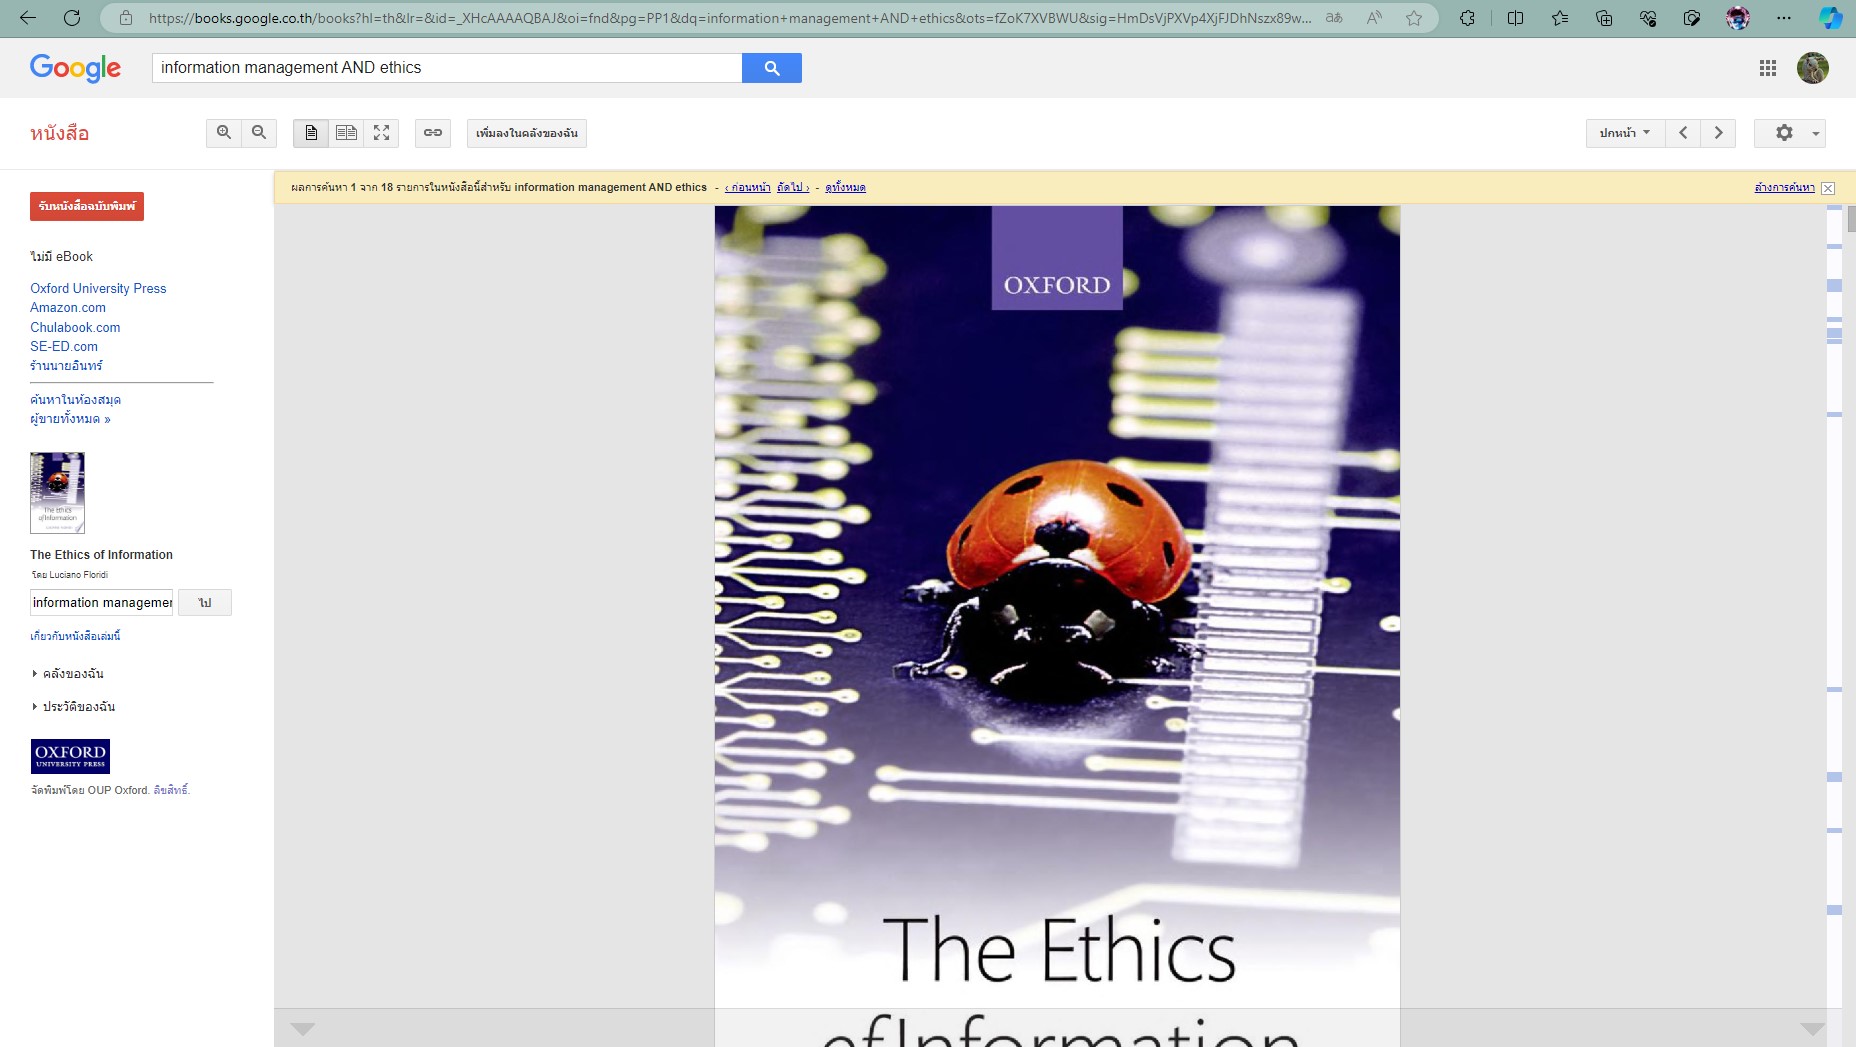 https://books.google.co.th/books?hl=th&lr=&id=_XHcAAAAQBAJ&oi=fnd&pg=PP1&dq=information+management+AND+ethics&ots=fZoK7XVBWU&sig=HmDsVjPXVp4XjFJDhNszx89w...
Google
information management AND ethics
หนังสือ
เพิ่มลงในคลังของฉัน
ปกหน้า
ผลการค้นหา 1 จาก 18 รายการในหนังสือนี้สำหรับ information management AND ethics - ‹ ก่อนหน้า ถัดไป › - ดูทั้งหมด
ล้างการค้นหา
รับหนังสือฉบับพิมพ์
ไม่มี eBook
Oxford University Press
Amazon.com
Chulabook.com
SE-ED.com
ร้านนายอินทร์
ค้นหาในห้องสมุด
ผู้ขายทั้งหมด »
The Ethics
of Information
The Ethics of Information
โดย Luciano Floridi
information managemen
ไป
เกี่ยวกับหนังสือเล่มนี้
คลังของฉัน
ประวัติของฉัน
OXFORD
UNIVERSITY PRESS
จัดพิมพ์โดย OUP Oxford. ลิขสิทธิ์.
OXFORD
The Ethics
of Information